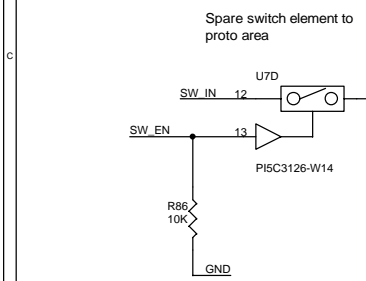 Spare switch element to
proto area
C
U7D
SW_IN 12
SW_EN 13
PI5C3126-W14
R86
10K
GND